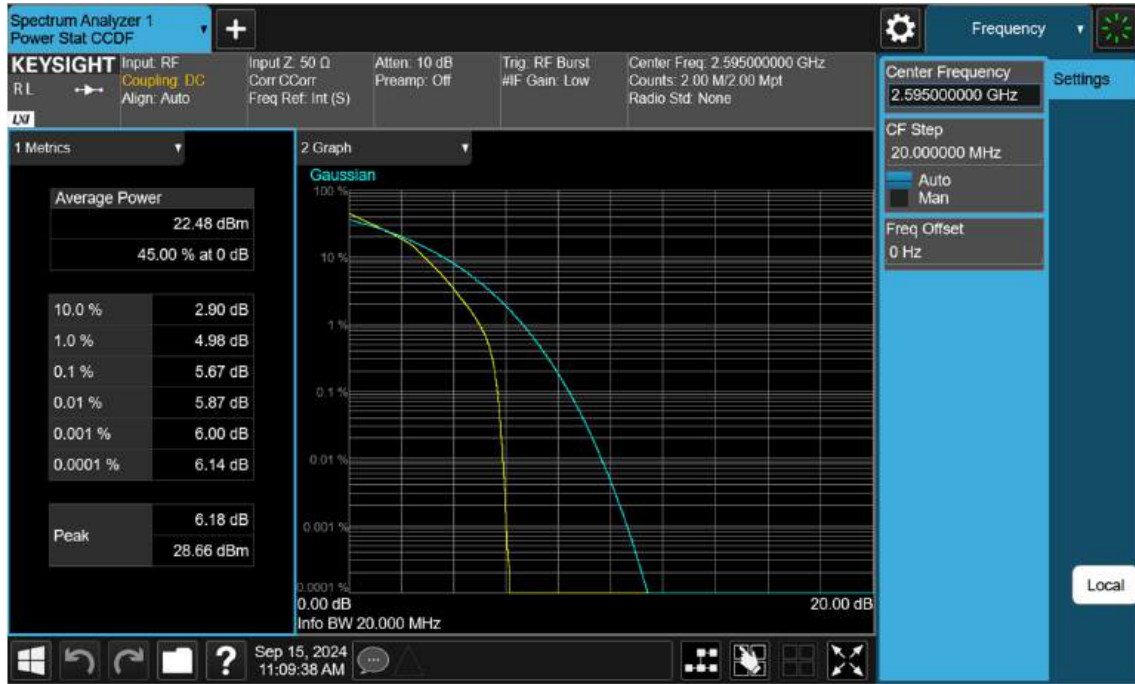 Spectrum Analyzer 1
Power Stat CCDF
Frequency
KEYSIGHT
R L
LXI
Input: RF
Coupling: DC
Align: Auto
Input Z: 50 Ω
Corr CCorr
Freq Ref: Int (S)
Atten: 10 dB
Preamp: Off
Trig: RF Burst
#IF Gain: Low
Center Freq: 2.595000000 GHz
Counts: 2.00 M/2.00 Mpt
Radio Std: None
Center Frequency
2.595000000 GHz
Settings
CF Step
20.000000 MHz
Auto
Man
Freq Offset
0 Hz
Local
1 Metrics
Average Power
22.48 dBm
45.00 % at 0 dB
10.0 % 2.90 dB
1.0 % 4.98 dB
0.1 % 5.67 dB
0.01 % 5.87 dB
0.001 % 6.00 dB
0.0001 % 6.14 dB
Peak
6.18 dB
28.66 dBm
2 Graph
Gaussian
100 %
10 %
1 %
0.1 %
0.01 %
0.001 %
0.0001 %
0.00 dB 20.00 dB
Info BW 20.000 MHz
Sep 15, 2024
11:09:38 AM